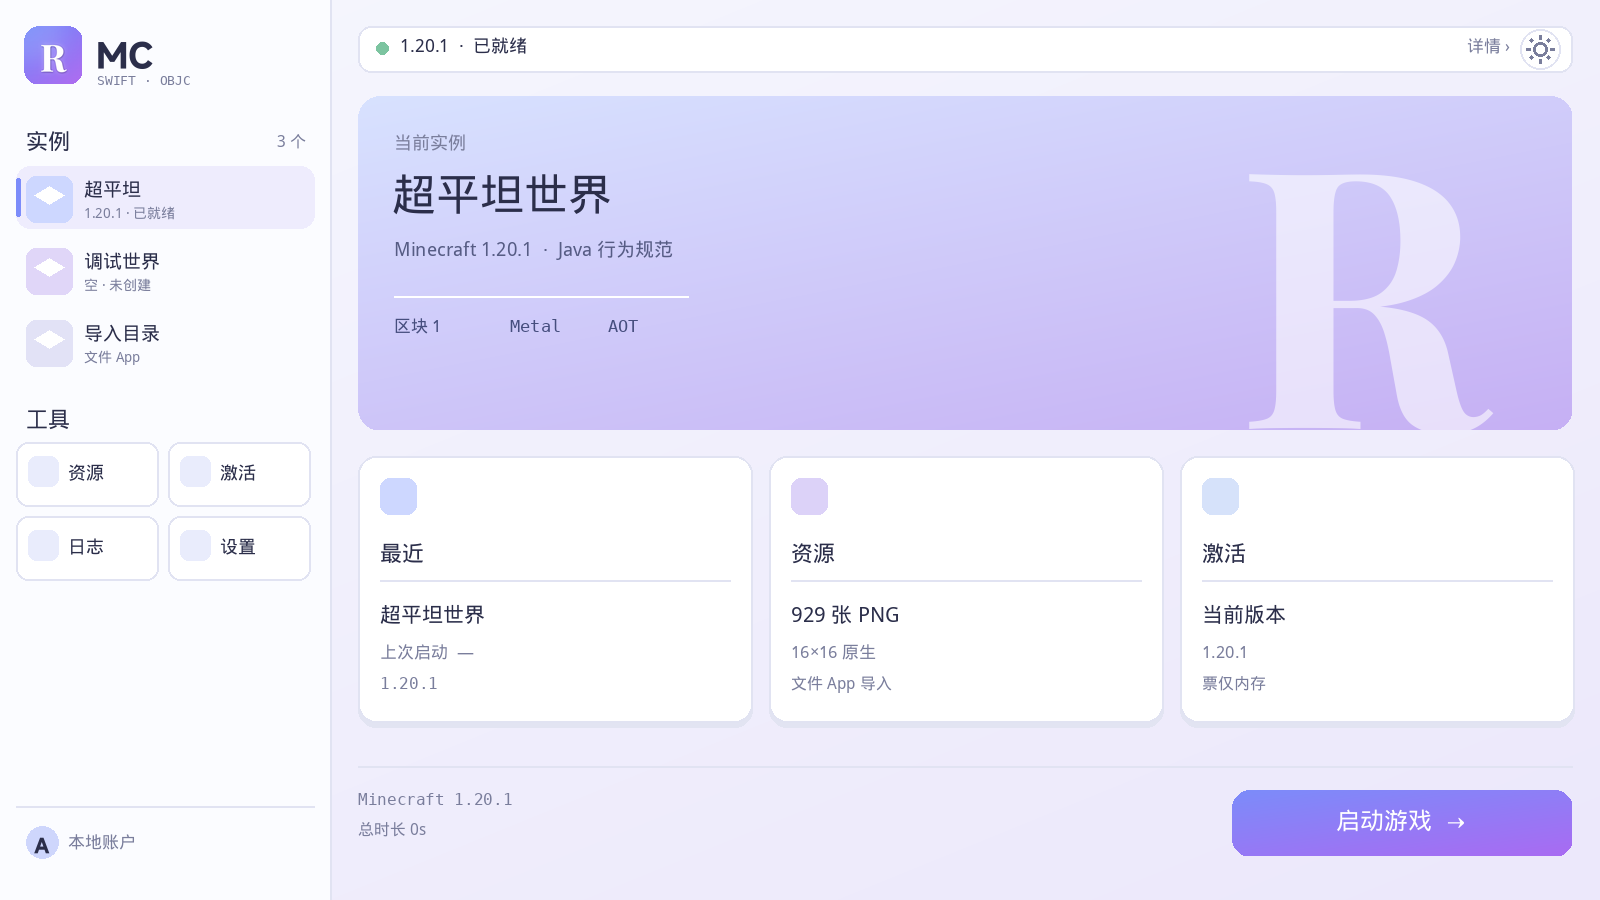 R
MC
SWIFT · OBJC
实例
3 个
超平坦
1.20.1 · 已就绪
调试世界
空 · 未创建
导入目录
文件 App
工具
资源
激活
日志
设置
A
本地账户
1.20.1 · 已就绪
详情 ›
当前实例
超平坦世界
Minecraft 1.20.1 · Java 行为规范
区块 1
Metal
AOT
R
最近
超平坦世界
上次启动 —
1.20.1
资源
929 张 PNG
16×16 原生
文件 App 导入
激活
当前版本
1.20.1
票仅内存
Minecraft 1.20.1
总时长 0s
启动游戏 →